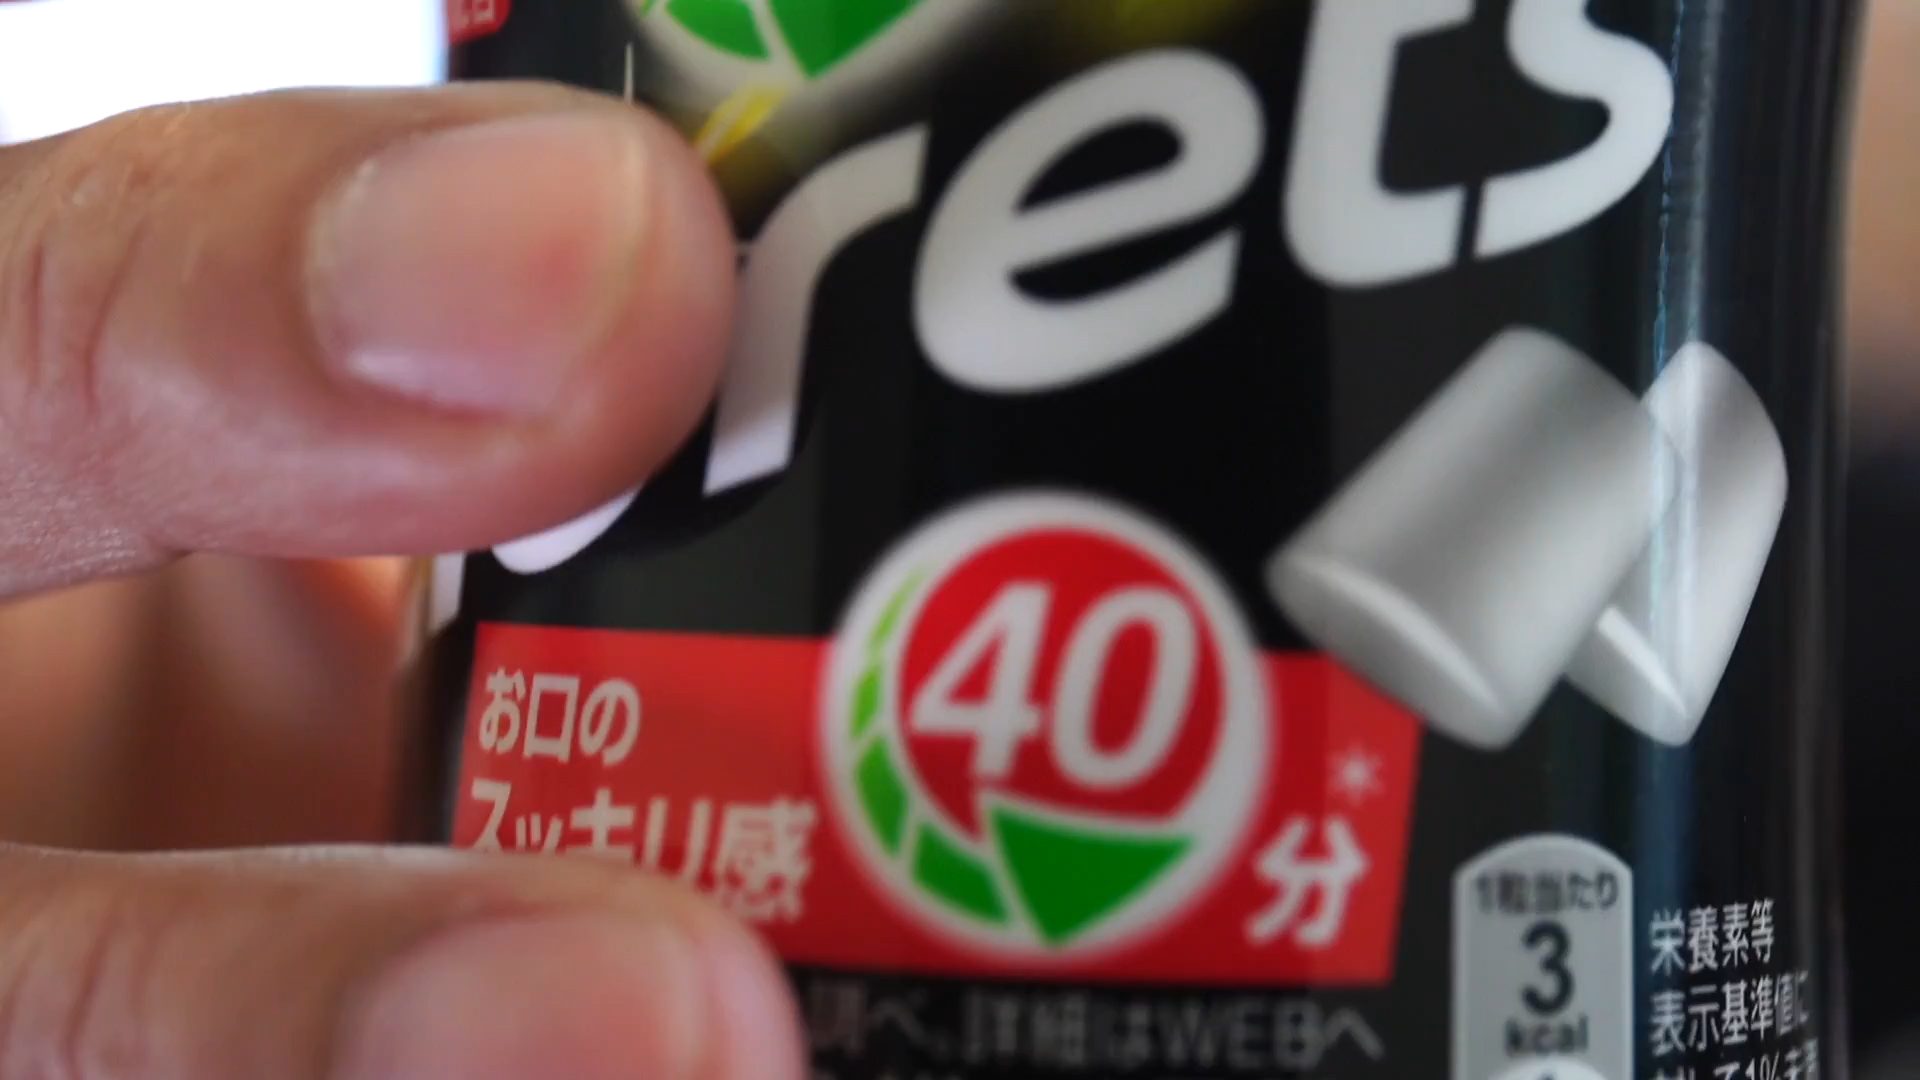 rets
お口の
スッキリ感
40
分*
1粒当たり
3
kcal
栄養素等
表示基準値に
調べ。詳細はWEBへ